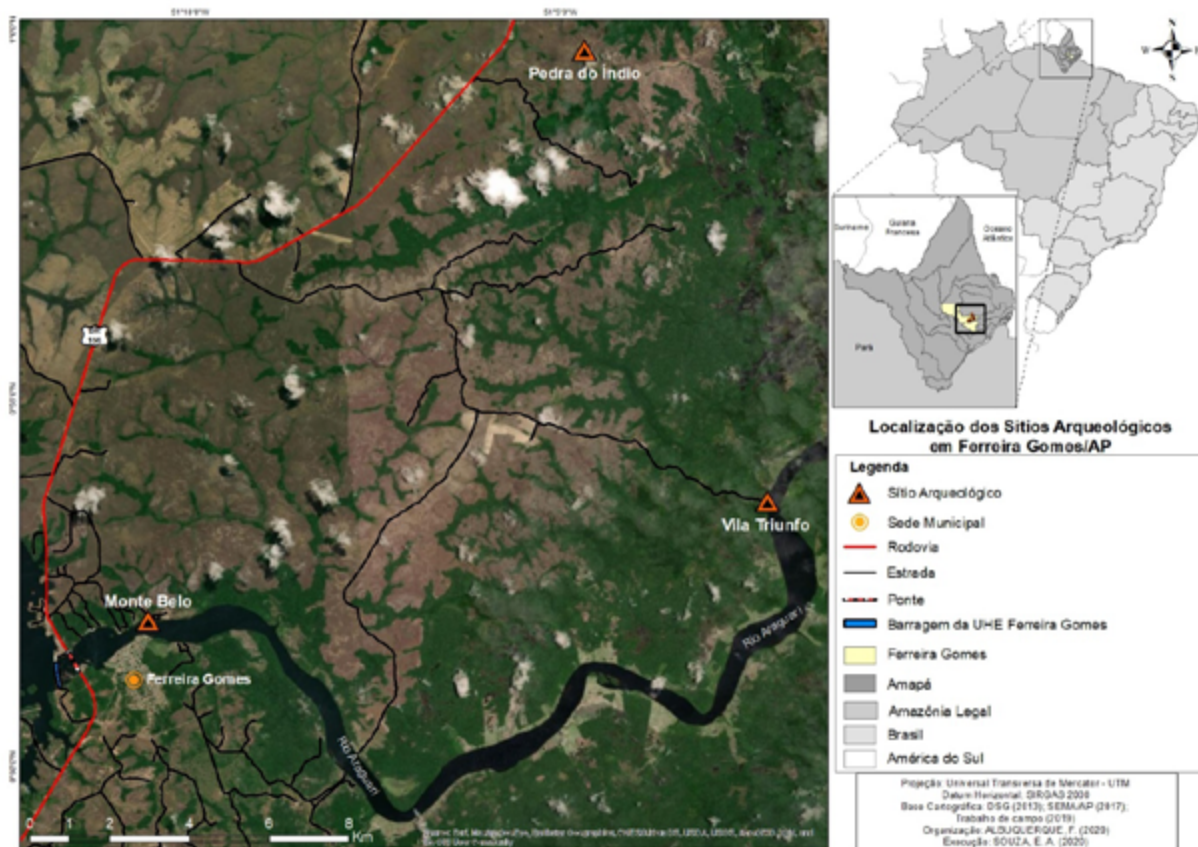 51°5'0"W
Pedra do Índio
Monte Belo
Ferreira Gomes
Vila Triunfo
Rio Araguari
Rio Araguari
0 1 2 4 6 8
Km
W
N
S
Suriname
Guiana
Francesa
Oceano
Atlântico
Pará
Localização dos Sítios Arqueológicos
em Ferreira Gomes/AP
Legenda
Sítio Arqueológico
Sede Municipal
Rodovia
Estrada
Ponte
Barragem da UHE Ferreira Gomes
Ferreira Gomes
Amapá
Amazônia Legal
Brasil
América do Sul
Projeção: Universal Transversa de Mercator - UTM
Datum Horizontal: SIRGAS 2000
Base Cartográfica: DSG (2013); SEMA/AP (2017);
Trabalho de campo (2019)
Organização: ALBUQUERQUE, F. (2020)
Execução: SOUZA, E. A. (2020)